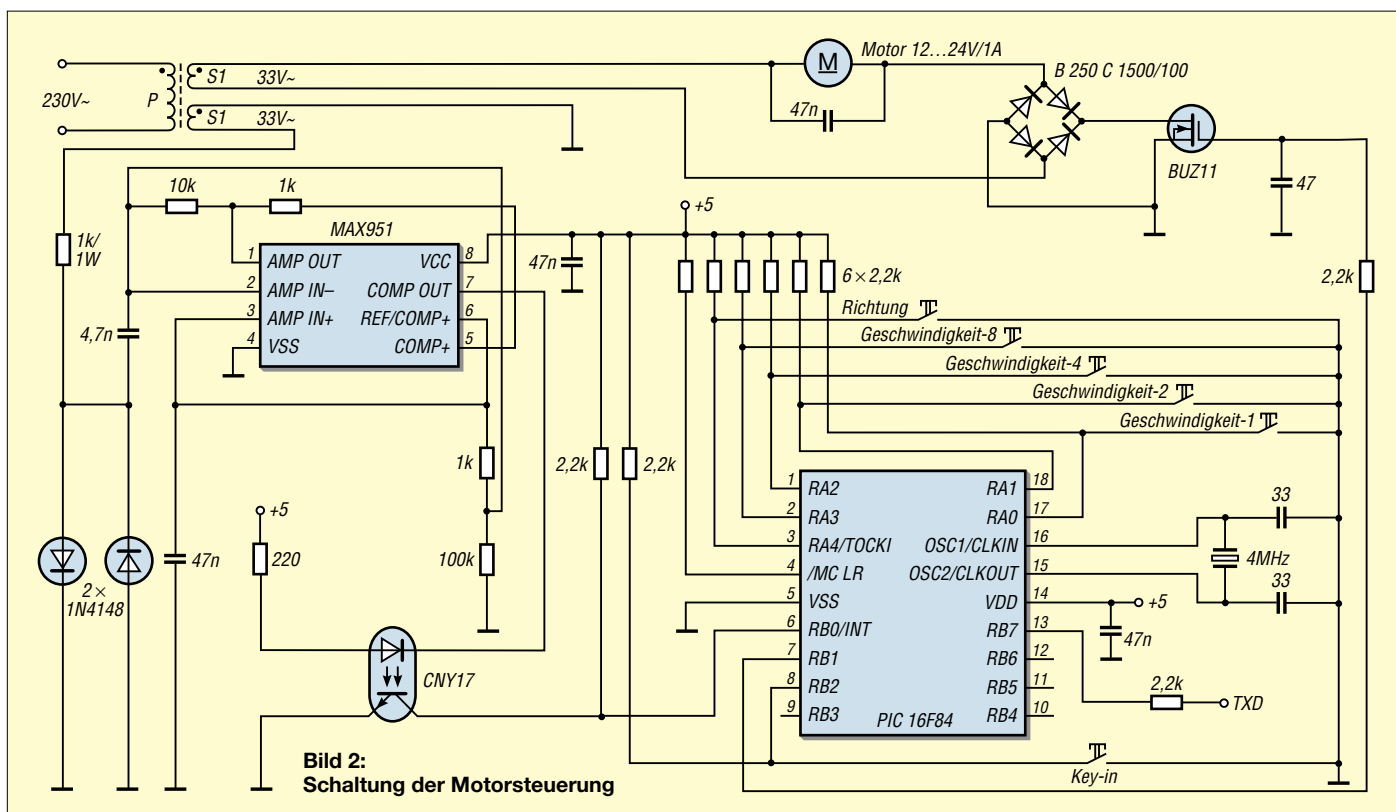 Motor 12...24V/1A
B 250 C 1500/100
S1 33V~
M
230V~
P
47n
S1 33V~
BUZ11
47
10k
1k
+5
MAX951
1k/
1W
1 AMP OUT VCC 8
47n
6×2,2k
2,2k
2 AMP IN– COMP OUT 7
Richtung
4,7n
3 AMP IN+ REF/COMP+ 6
Geschwindigkeit-8
4 VSS COMP+ 5
Geschwindigkeit-4
Geschwindigkeit-2
Geschwindigkeit-1
1k
2,2k
2,2k
1 RA2 RA1 18
33
2 RA3 RA0 17
+5
3 RA4/TOCKI OSC1/CLKIN 16
47n
220
100k
4MHz
4 /MC LR OSC2/CLKOUT 15
33
2×
1N4148
5 VSS VDD 14
+5
6 RB0/INT RB7 13
47n
7 RB1 RB6 12
CNY17
8 RB2 RB5 11
2,2k
TXD
9 RB3 PIC 16F84 RB4 10
Bild 2:
Schaltung der Motorsteuerung
Key-in